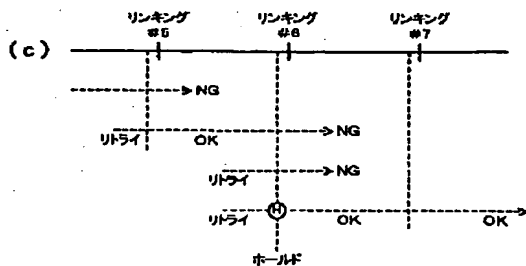 リンキング リンキング リンキング
#5 #6 #7
(c)
NG
リトライ OK NG
リトライ NG
リトライ H OK OK
ホールド